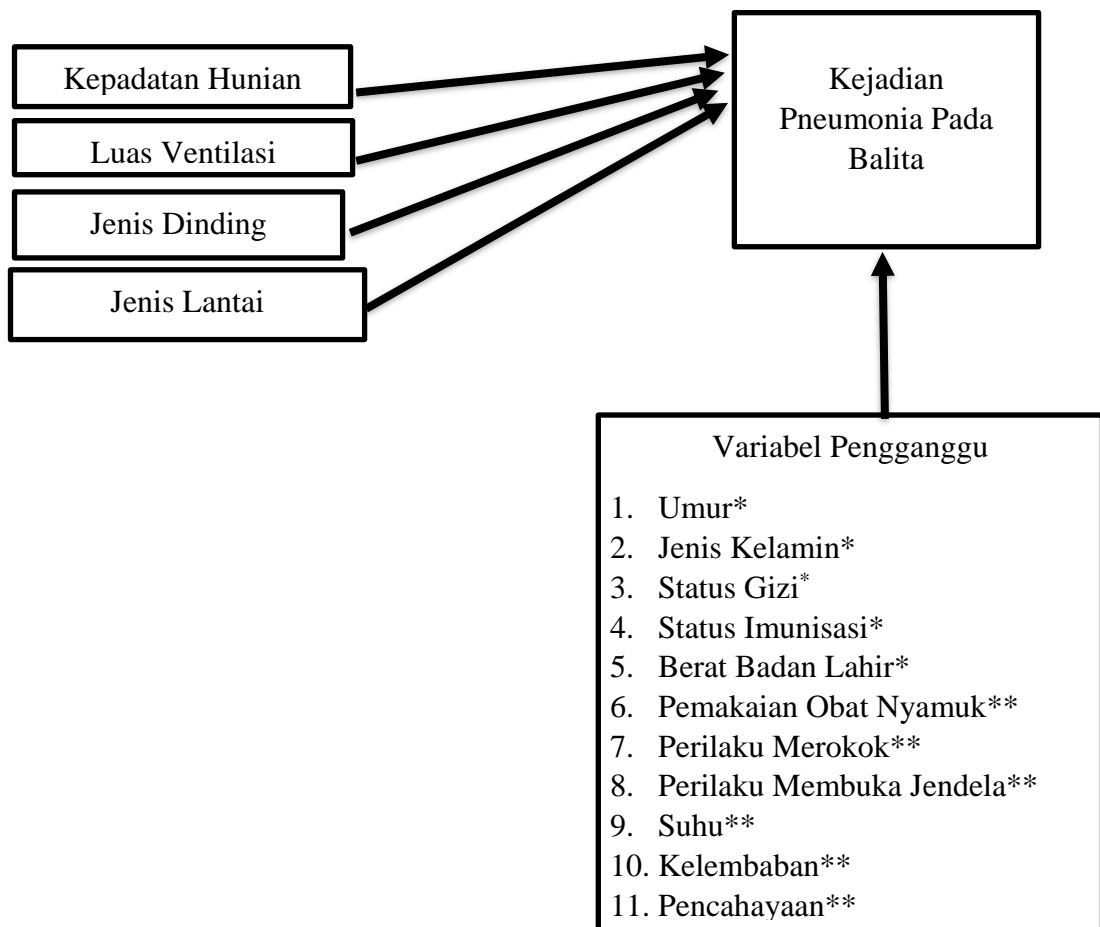 Kepadatan Hunian
Luas Ventilasi
Jenis Dinding
Jenis Lantai
Kejadian
Pneumonia Pada
Balita
Variabel Pengganggu
1. Umur*
2. Jenis Kelamin*
3. Status Gizi*
4. Status Imunisasi*
5. Berat Badan Lahir*
6. Pemakaian Obat Nyamuk**
7. Perilaku Merokok**
8. Perilaku Membuka Jendela**
9. Suhu**
10. Kelembaban**
11. Pencahayaan**